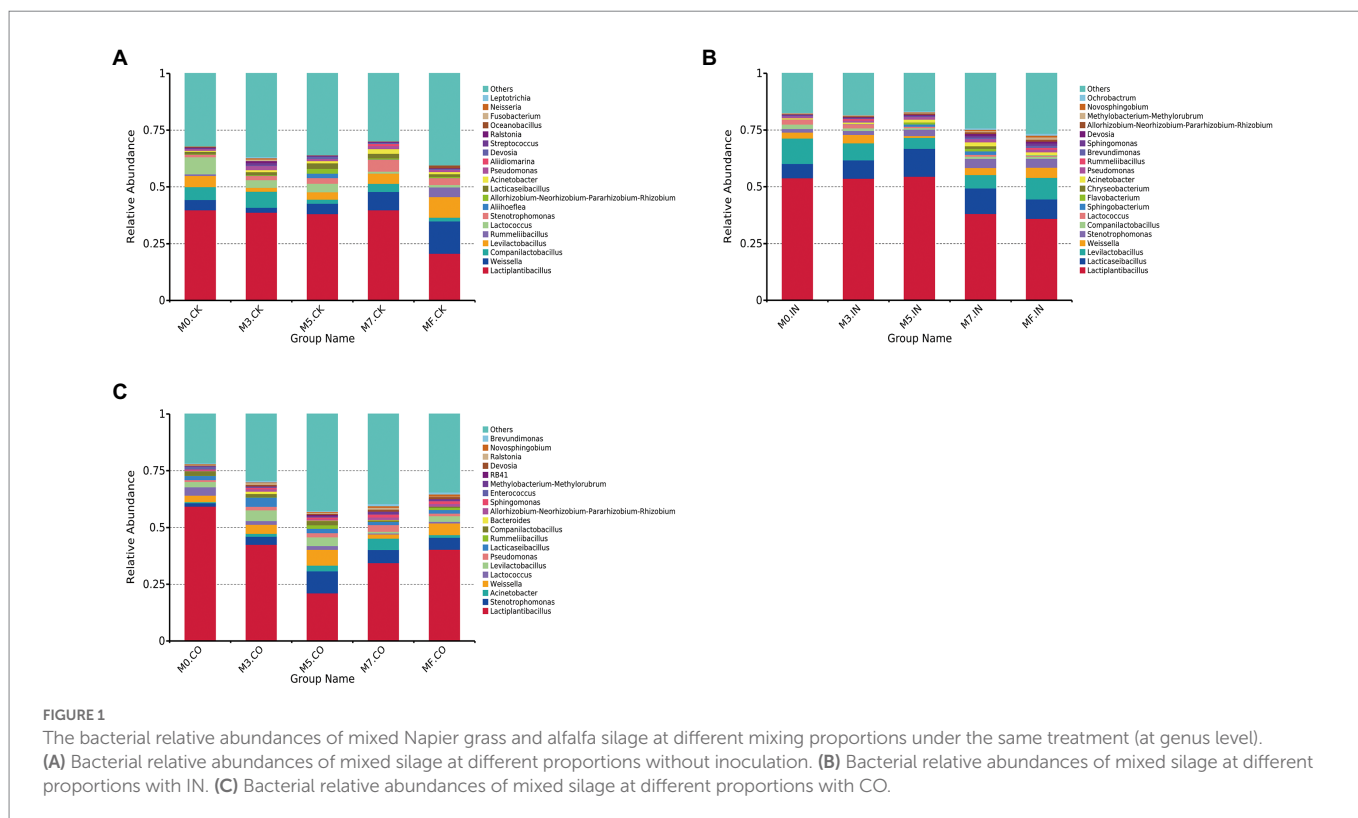 A
Relative Abundance
1
0.75
0.5
0.25
0
M0.CK
M3.CK
M5.CK
M7.CK
MF.CK
Group Name
Others
Leptotrichia
Neisseria
Fusobacterium
Oceanobacillus
Ralstonia
Streptococcus
Devosia
Aliidiomarina
Pseudomonas
Acinetobacter
Lacticaseibacillus
Allorhizobium-Neorhizobium-Pararhizobium-Rhizobium
Aliihoeflea
Stenotrophomonas
Lactococcus
Rummeliibacillus
Levilactobacillus
Companilactobacillus
Weissella
Lactiplantibacillus
B
Relative Abundance
1
0.75
0.5
0.25
0
M0.IN
M3.IN
M5.IN
M7.IN
MF.IN
Group Name
Others
Ochrobactrum
Novosphingobium
Methylobacterium-Methylorubrum
Allorhizobium-Neorhizobium-Pararhizobium-Rhizobium
Devosia
Sphingomonas
Brevundimonas
Rummeliibacillus
Pseudomonas
Acinetobacter
Chryseobacterium
Flavobacterium
Sphingobacterium
Lactococcus
Companilactobacillus
Stenotrophomonas
Weissella
Levilactobacillus
Lacticaseibacillus
Lactiplantibacillus
C
Relative Abundance
1
0.75
0.5
0.25
0
M0.CO
M3.CO
M5.CO
M7.CO
MF.CO
Group Name
Others
Brevundimonas
Novosphingobium
Ralstonia
Devosia
RB41
Methylobacterium-Methylorubrum
Enterococcus
Sphingomonas
Allorhizobium-Neorhizobium-Pararhizobium-Rhizobium
Bacteroides
Companilactobacillus
Rummeliibacillus
Lacticaseibacillus
Pseudomonas
Levilactobacillus
Lactococcus
Weissella
Acinetobacter
Stenotrophomonas
Lactiplantibacillus
FIGURE 1
The bacterial relative abundances of mixed Napier grass and alfalfa silage at different mixing proportions under the same treatment (at genus level).
(A) Bacterial relative abundances of mixed silage at different proportions without inoculation. (B) Bacterial relative abundances of mixed silage at different
proportions with IN. (C) Bacterial relative abundances of mixed silage at different proportions with CO.